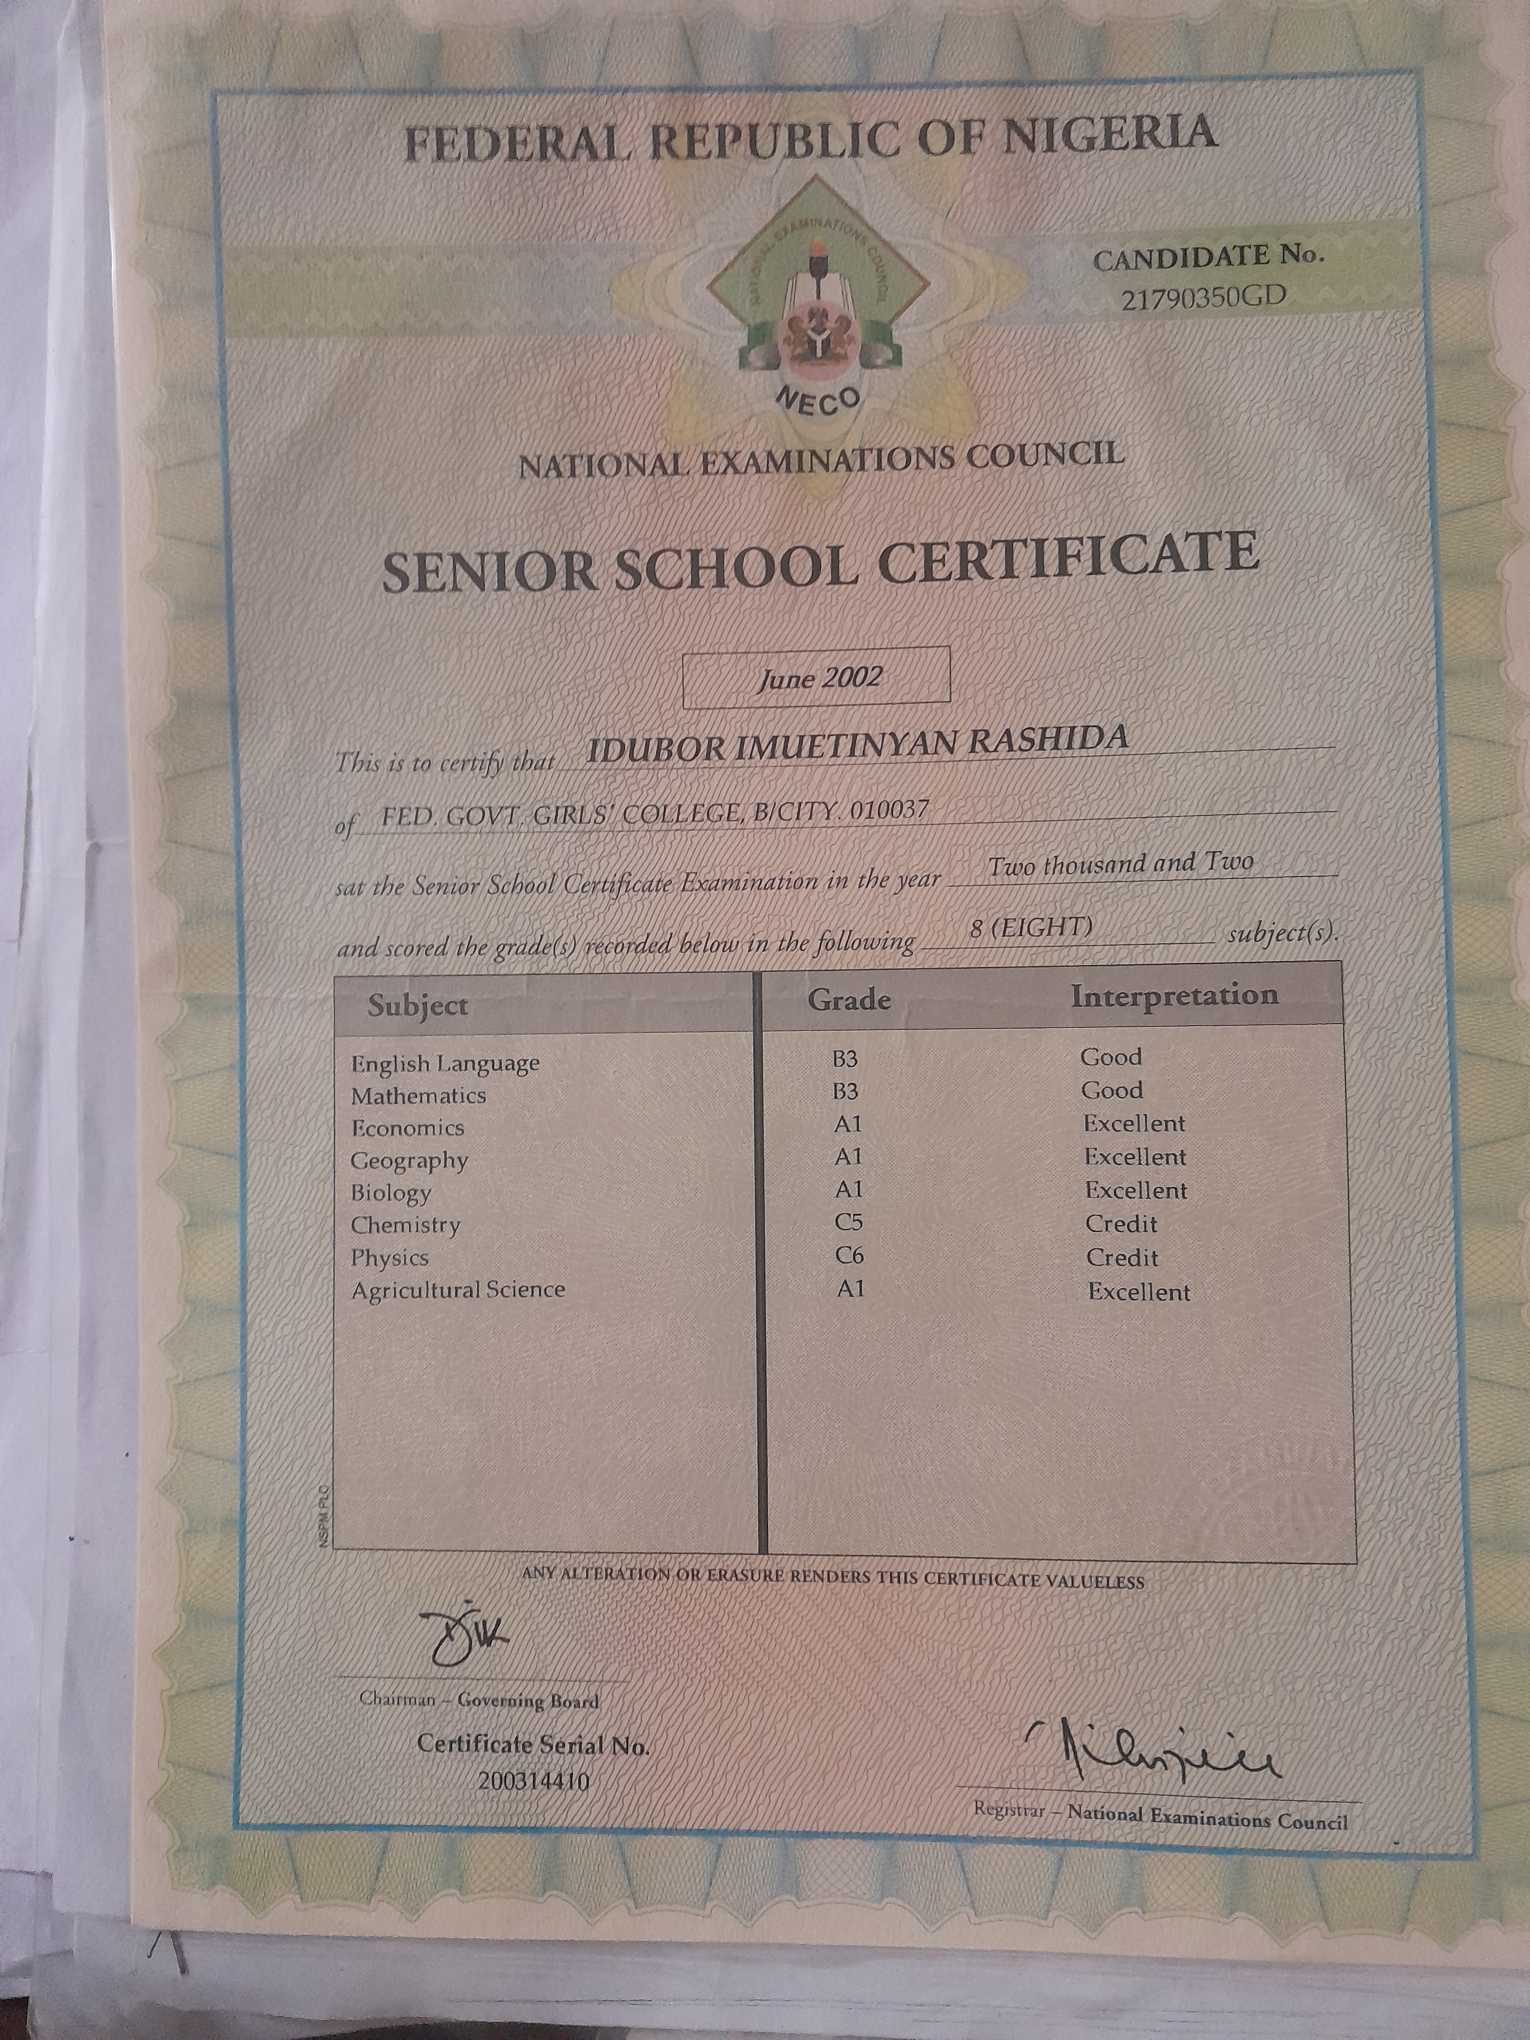 FEDERAL REPUBLIC OF NIGERIA
NATIONAL EXAMINATIONS COUNCIL
CANDIDATE No.
21790350GD
NECO
NATIONAL EXAMINATIONS COUNCIL
SENIOR SCHOOL CERTIFICATE
June 2002
This is to certify that IDUBOR IMUETINYAN RASHIDA
of FED. GOVT. GIRLS' COLLEGE, B/CITY. 010037
sat the Senior School Certificate Examination in the year Two thousand and Two
and scored the grade(s) recorded below in the following 8 (EIGHT) subject(s).
Subject Grade Interpretation
English Language B3 Good
Mathematics B3 Good
Economics A1 Excellent
Geography A1 Excellent
Biology A1 Excellent
Chemistry C5 Credit
Physics C6 Credit
Agricultural Science A1 Excellent
NSPM PLC
ANY ALTERATION OR ERASURE RENDERS THIS CERTIFICATE VALUELESS
Chairman – Governing Board
Certificate Serial No.
200314410
Registrar – National Examinations Council